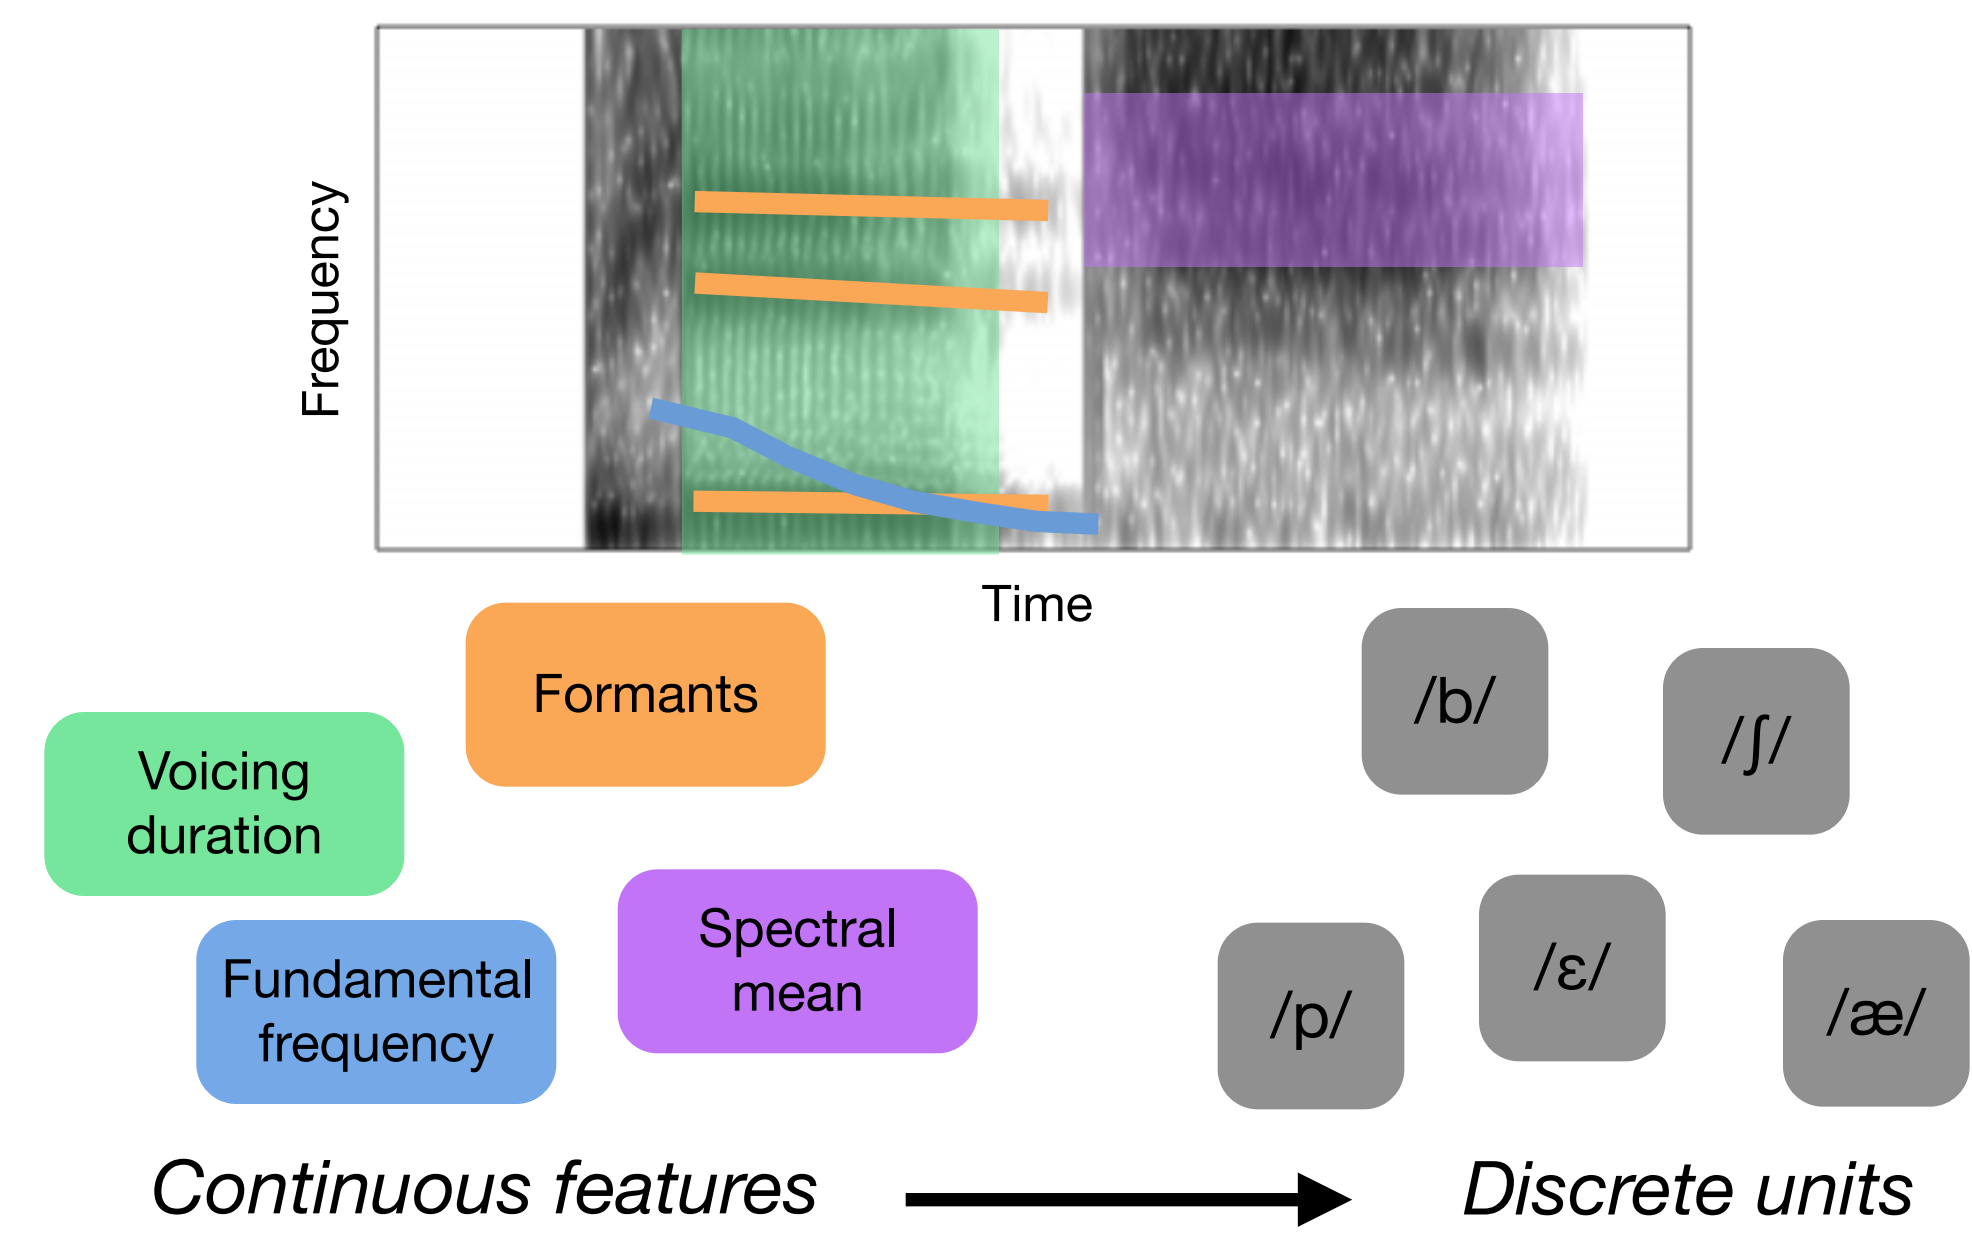 Frequency
Time
Formants
Voicing
duration
Fundamental
frequency
Spectral
mean
/b/
/ʃ/
/p/
/ɛ/
/æ/
Continuous features
Discrete units